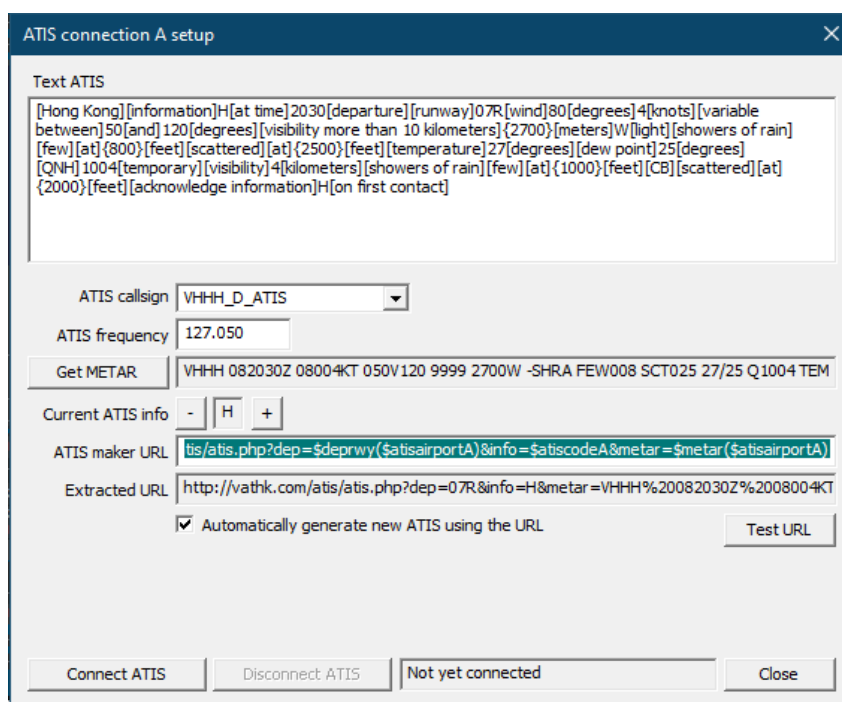 ATIS connection A setup
Text ATIS
[Hong Kong][information]H[at time]2030[departure][runway]07R[wind]80[degrees]4[knots][variable
between]50[and]120[degrees][visibility more than 10 kilometers]{2700}[meters]W[light][showers of rain]
[few][at]{800}[feet][scattered][at]{2500}[feet][temperature]27[degrees][dew point]25[degrees]
[QNH]1004[temporary][visibility]4[kilometers][showers of rain][few][at]{1000}[feet][CB][scattered][at]
{2000}[feet][acknowledge information]H[on first contact]
ATIS callsign VHHH_D_ATIS
ATIS frequency 127.050
Get METAR VHHH 082030Z 08004KT 050V120 9999 2700W -SHRA FEW008 SCT025 27/25 Q1004 TEM
Current ATIS info - H +
ATIS maker URL tis/atis.php?dep=$deprwy($atisairportA)&info=$atiscodeA&metar=$metar($atisairportA)
Extracted URL http://vathk.com/atis/atis.php?dep=07R&info=H&metar=VHHH%20082030Z%2008004KT
Automatically generate new ATIS using the URL
Test URL
Connect ATIS Disconnect ATIS Not yet connected Close